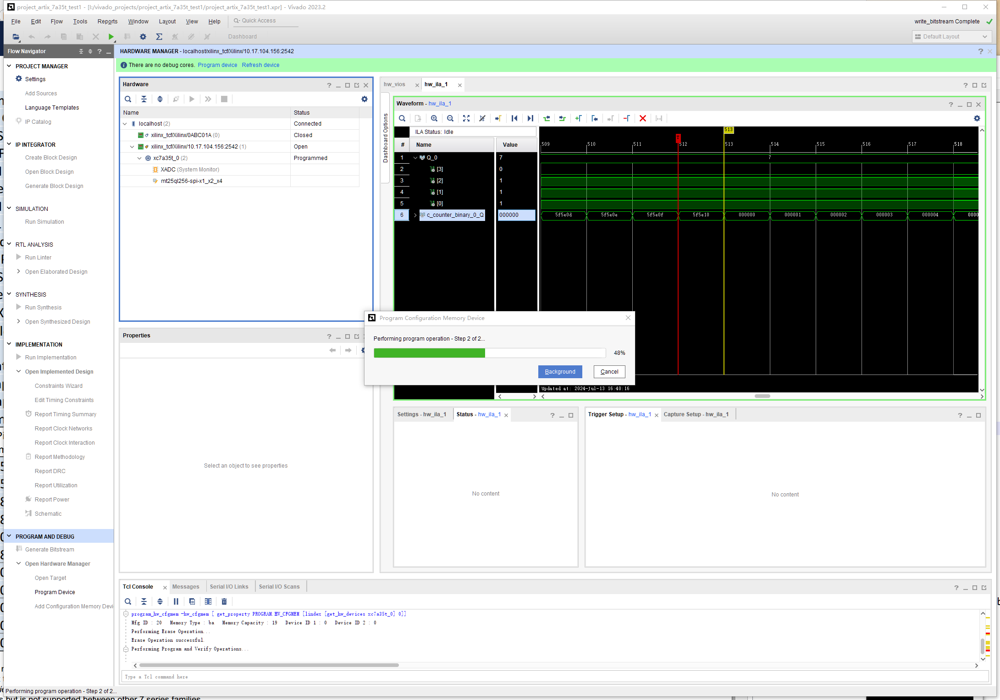 project_artix_7a35t_test1 - [I:/vivado_projects/project_artix_7a35t_test1/project_artix_7a35t_test1.xpr] - Vivado 2023.2
File Edit Flow Tools Reports Window Layout View Help Quick Access
write_bitstream Complete
Dashboard
Default Layout
Flow Navigator
PROJECT MANAGER
Settings
Add Sources
Language Templates
IP Catalog
IP INTEGRATOR
Create Block Design
Open Block Design
Generate Block Design
SIMULATION
Run Simulation
RTL ANALYSIS
Run Linter
Open Elaborated Design
SYNTHESIS
Run Synthesis
Open Synthesized Design
IMPLEMENTATION
Run Implementation
Open Implemented Design
Constraints Wizard
Edit Timing Constraints
Report Timing Summary
Report Clock Networks
Report Clock Interaction
Report Methodology
Report DRC
Report Utilization
Report Power
Schematic
PROGRAM AND DEBUG
Generate Bitstream
Open Hardware Manager
Open Target
Program Device
Add Configuration Memory Devi
HARDWARE MANAGER - localhost/xilinx_tcf/Xilinx/10.17.104.156:2542
There are no debug cores. Program device Refresh device
Hardware
Name Status
localhost (2) Connected
xilinx_tcf/Xilinx/0ABC01A (0) Closed
xilinx_tcf/Xilinx/10.17.104.156:2542 (1) Open
xc7a35t_0 (2) Programmed
XADC (System Monitor)
mt25ql256-spi-x1_x2_x4
Properties
Select an object to see properties
hw_vios hw_ila_1
Dashboard Options
Waveform - hw_ila_1
ILA Status: Idle
# Name Value
513
T
509 510 511 512 513 514 515 516 517 518
1 Q_0 7 7
2 [3] 0
3 [2] 1
4 [1] 1
5 [0] 1
6 c_counter_binary_0_Q 000000 5f5e0d 5f5e0e 5f5e0f 5f5e10 000000 000001 000002 000003 000004 0000
Updated at: 2024-Jul-13 16:40:16
Program Configuration Memory Device
Performing program operation - Step 2 of 2...
48%
Background Cancel
Settings - hw_ila_1 Status - hw_ila_1
No content
Trigger Setup - hw_ila_1 Capture Setup - hw_ila_1
No content
Tcl Console Messages Serial I/O Links Serial I/O Scans
program_hw_cfgmem -hw_cfgmem [ get_property PROGRAM.HW_CFGMEM [lindex [get_hw_devices xc7a35t_0] 0]]
Mfg ID : 20 Memory Type : ba Memory Capacity : 19 Device ID 1 : 0 Device ID 2 : 0
Performing Erase Operation...
Erase Operation successful.
Performing Program and Verify Operations...
Type a Tcl command here
Performing program operation - Step 2 of 2...
s but is not supported between other 7 series families